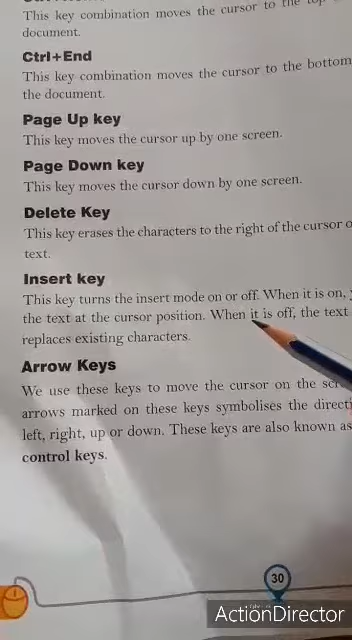 This key combination moves the cursor to the top
document.
Ctrl+End
This key combination moves the cursor to the bottom
the document.
Page Up key
This key moves the cursor up by one screen.
Page Down key
This key moves the cursor down by one screen.
Delete Key
This key erases the characters to the right of the cursor o
text.
Insert key
This key turns the insert mode on or off. When it is on,
the text at the cursor position. When it is off, the text
replaces existing characters.
Arrow Keys
We use these keys to move the cursor on the scr
arrows marked on these keys symbolises the directi
left, right, up or down. These keys are also known as
control keys.
30
ActionDirector